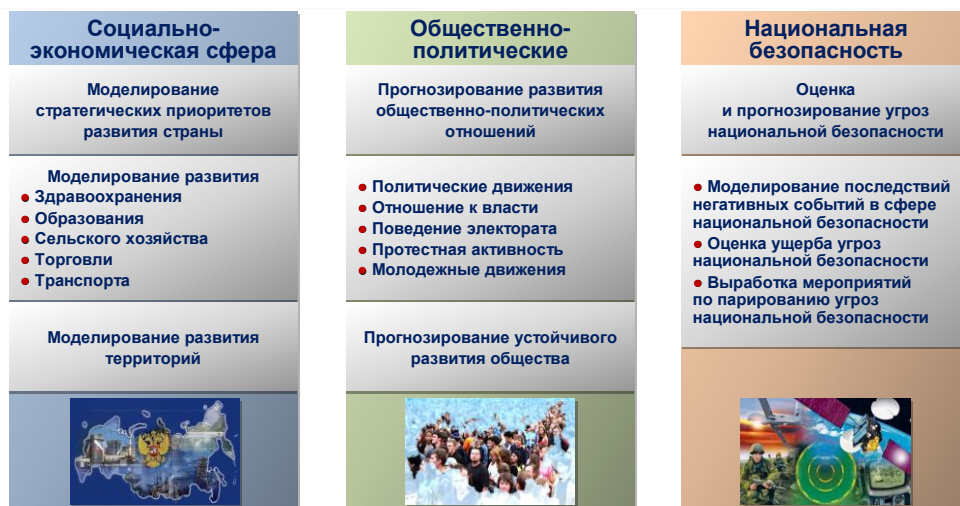 Социально-
экономическая сфера
Моделирование
стратегических приоритетов
развития страны
Моделирование развития
● Здравоохранения
● Образования
● Сельского хозяйства
● Торговли
● Транспорта
Моделирование развития
территорий
Общественно-
политические
Прогнозирование развития
общественно-политических
отношений
● Политические движения
● Отношение к власти
● Поведение электората
● Протестная активность
● Молодежные движения
Прогнозирование устойчивого
развития общества
Национальная
безопасность
Оценка
и прогнозирование угроз
национальной безопасности
● Моделирование последствий
негативных событий в сфере
национальной безопасности
● Оценка ущерба угроз
национальной безопасности
● Выработка мероприятий
по парированию угроз
национальной безопасности